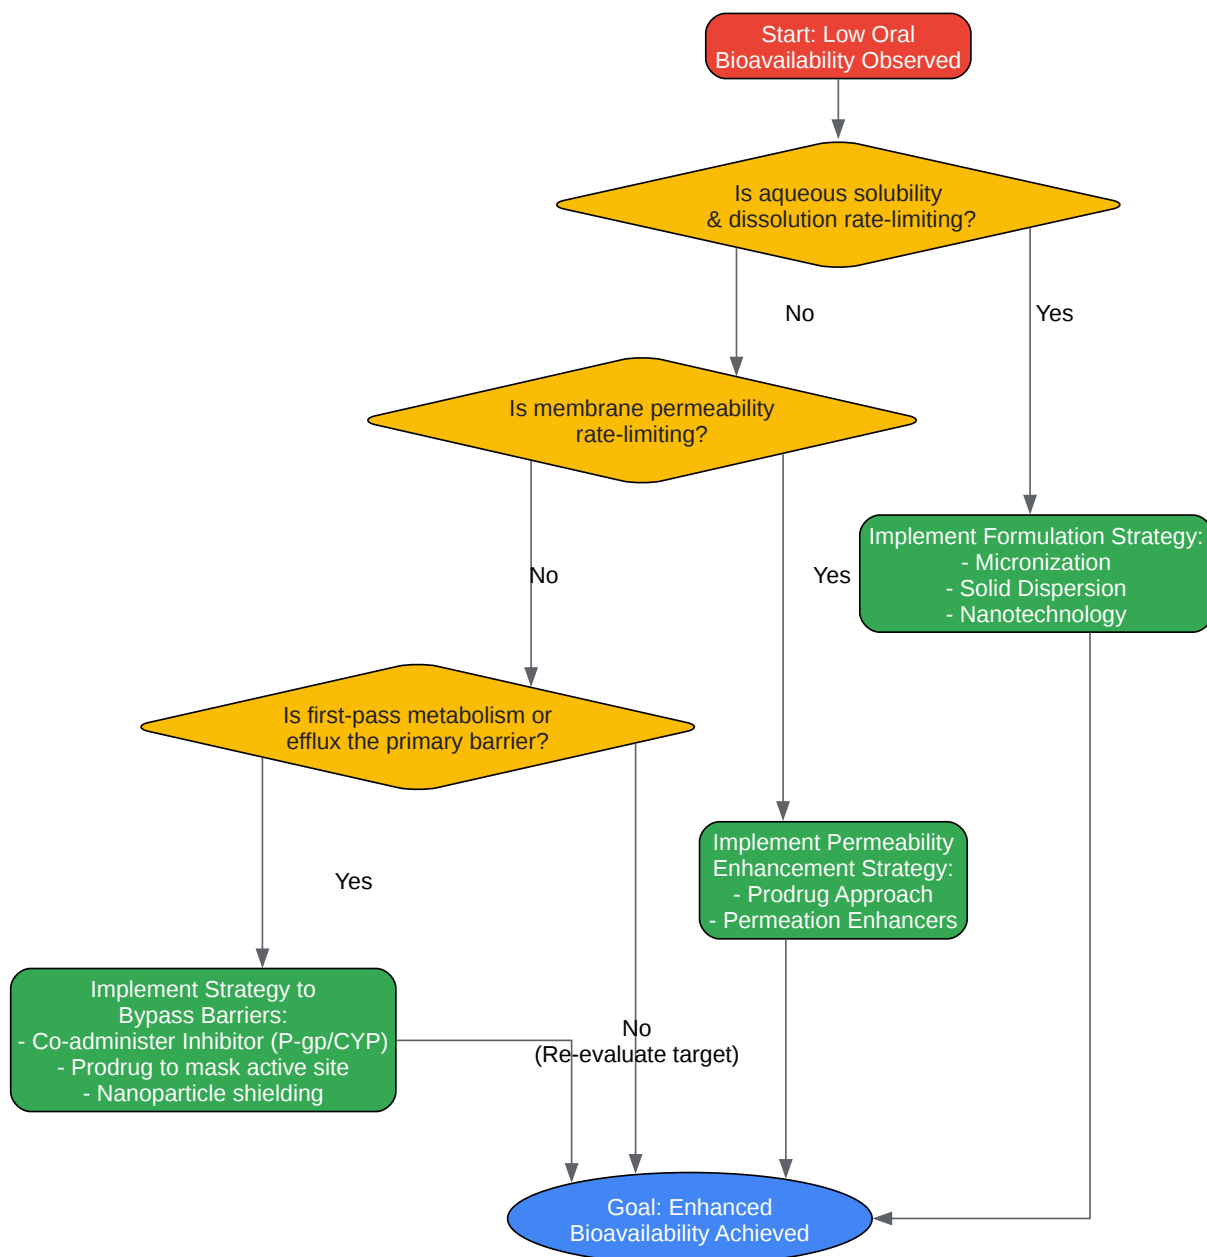 Start: Low Oral
Bioavailability Observed
Is aqueous solubility
& dissolution rate-limiting?
No
Yes
Is membrane permeability
rate-limiting?
Implement Formulation Strategy:
- Micronization
- Solid Dispersion
- Nanotechnology
No
Yes
Is first-pass metabolism or
efflux the primary barrier?
Implement Permeability
Enhancement Strategy:
- Prodrug Approach
- Permeation Enhancers
Yes
Implement Strategy to
Bypass Barriers:
- Co-administer Inhibitor (P-gp/CYP)
- Prodrug to mask active site
- Nanoparticle shielding
No
(Re-evaluate target)
Goal: Enhanced
Bioavailability Achieved